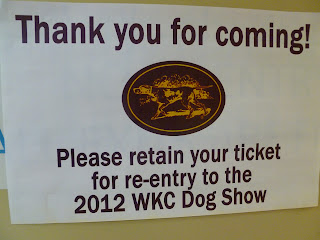 Thank you for coming!
Please retain your ticket
for re-entry to the
2012 WKC Dog Show